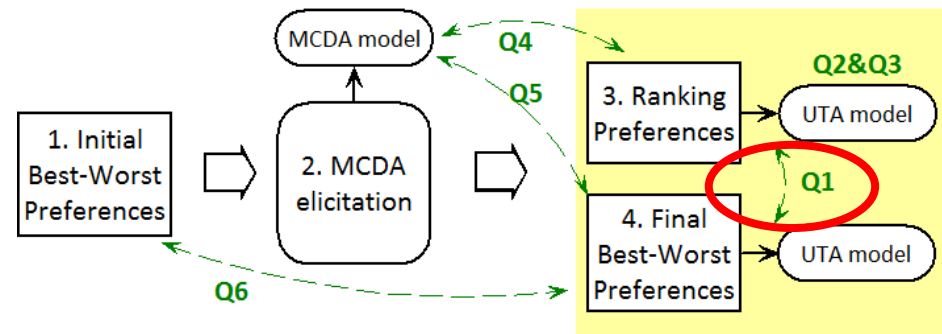 MCDA model
Q4
Q5
Q2&Q3
3. Ranking
Preferences
UTA model
1. Initial
Best-Worst
Preferences
2. MCDA
elicitation
Q1
4. Final
Best-Worst
Preferences
UTA model
Q6